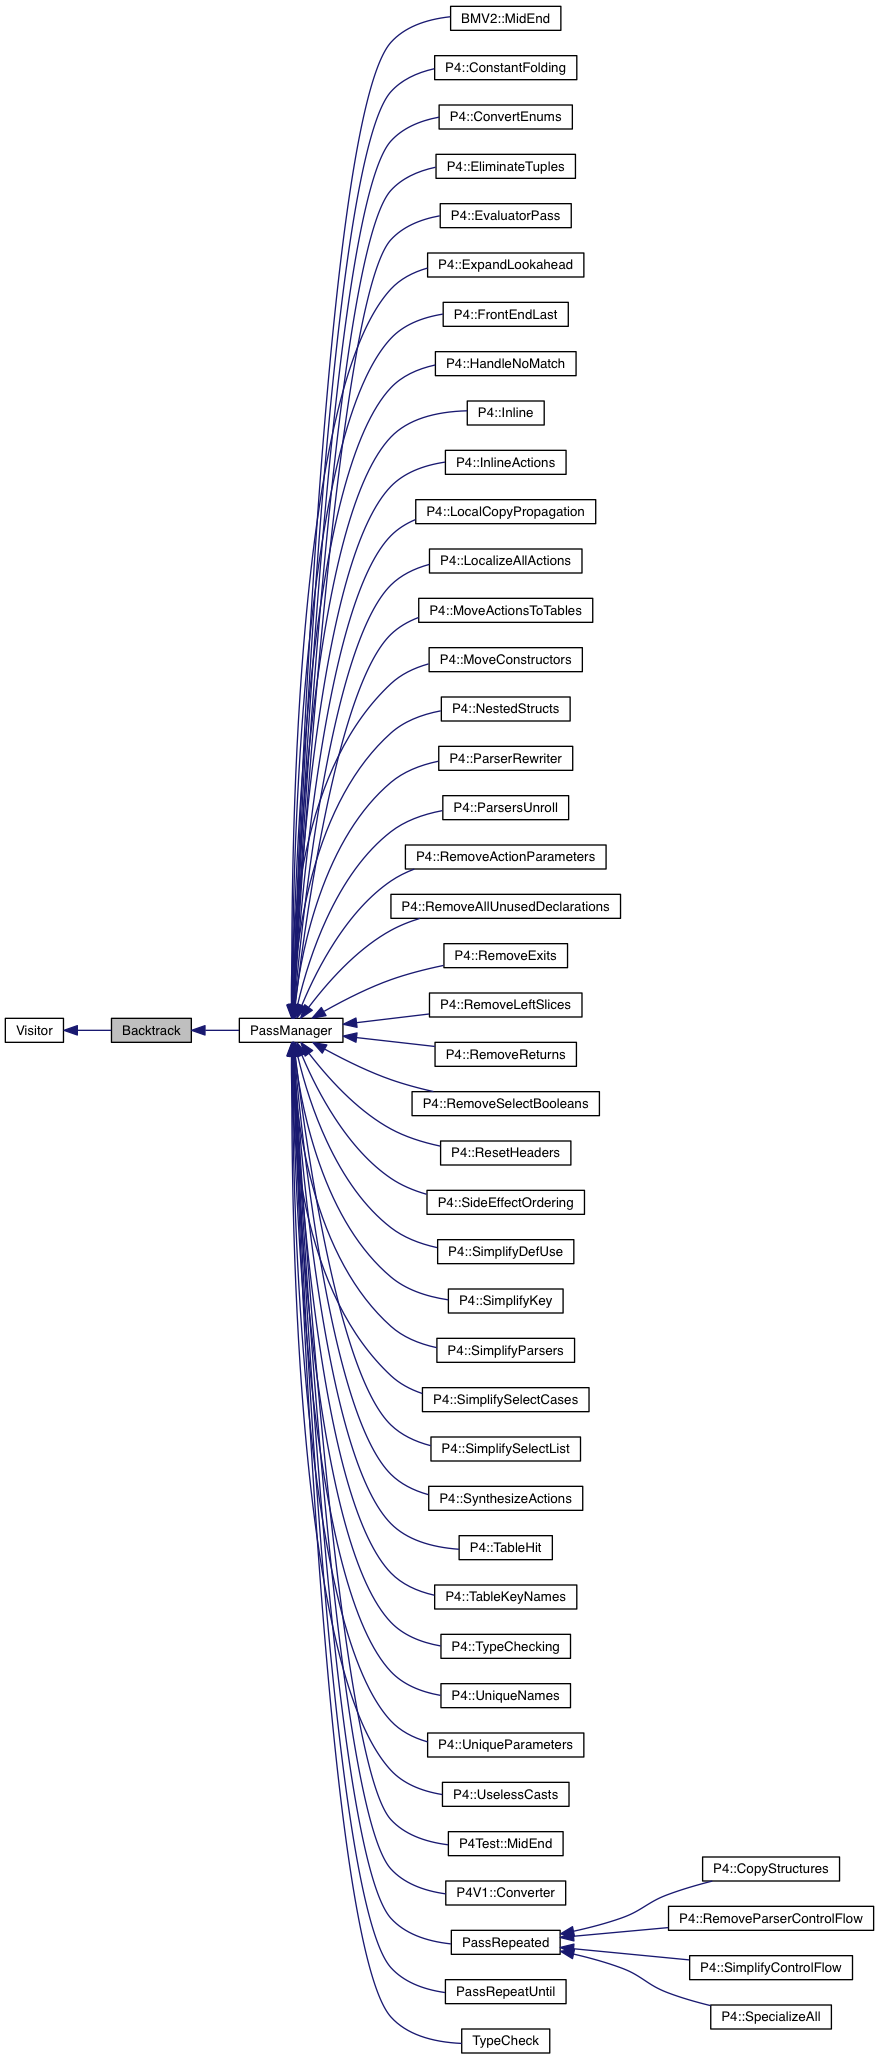 BMV2::MidEnd
P4::ConstantFolding
P4::ConvertEnums
P4::EliminateTuples
P4::EvaluatorPass
P4::ExpandLookahead
P4::FrontEndLast
P4::HandleNoMatch
P4::Inline
P4::InlineActions
P4::LocalCopyPropagation
P4::LocalizeAllActions
P4::MoveActionsToTables
P4::MoveConstructors
P4::NestedStructs
P4::ParserRewriter
P4::ParsersUnroll
P4::RemoveActionParameters
P4::RemoveAllUnusedDeclarations
P4::RemoveExits
P4::RemoveLeftSlices
Visitor
Backtrack
PassManager
P4::RemoveReturns
P4::RemoveSelectBooleans
P4::ResetHeaders
P4::SideEffectOrdering
P4::SimplifyDefUse
P4::SimplifyKey
P4::SimplifyParsers
P4::SimplifySelectCases
P4::SimplifySelectList
P4::SynthesizeActions
P4::TableHit
P4::TableKeyNames
P4::TypeChecking
P4::UniqueNames
P4::UniqueParameters
P4::UselessCasts
P4Test::MidEnd
P4V1::Converter
PassRepeated
PassRepeatUntil
TypeCheck
P4::CopyStructures
P4::RemoveParserControlFlow
P4::SimplifyControlFlow
P4::SpecializeAll